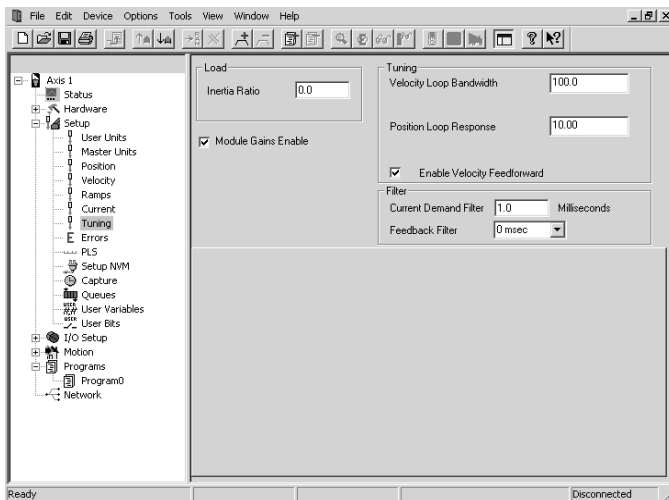 File Edit Device Options Tools View Window Help
Axis 1
Status
Hardware
Setup
User Units
Master Units
Position
Velocity
Ramps
Current
Tuning
Errors
PLS
Setup NVM
Capture
Queues
User Variables
User Bits
I/O Setup
Motion
Programs
Program0
Network
Load
Inertia Ratio 0.0
Module Gains Enable
Tuning
Velocity Loop Bandwidth 100.0
Position Loop Response 10.00
Enable Velocity Feedforward
Filter
Current Demand Filter 1.0 Milliseconds
Feedback Filter 0 msec
Ready Disconnected